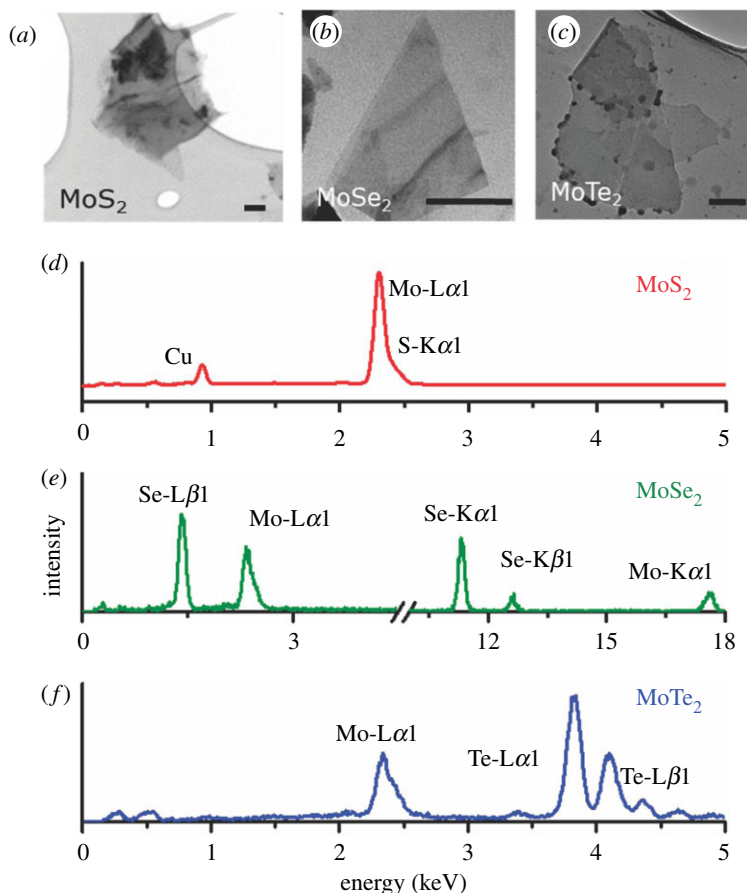 (a)
(b)
(c)
MoS₂
MoSe₂
MoTe₂
(d)
MoS₂
Mo-Lα1
S-Kα1
Cu
0 1 2 3 4 5
(e)
MoSe₂
Se-Lβ1
Mo-Lα1
Se-Kα1
Se-Kβ1
Mo-Kα1
intensity
3 12 15 18
(f)
MoTe₂
Mo-Lα1
Te-Lα1
Te-Lβ1
0 1 2 3 4 5
energy (keV)